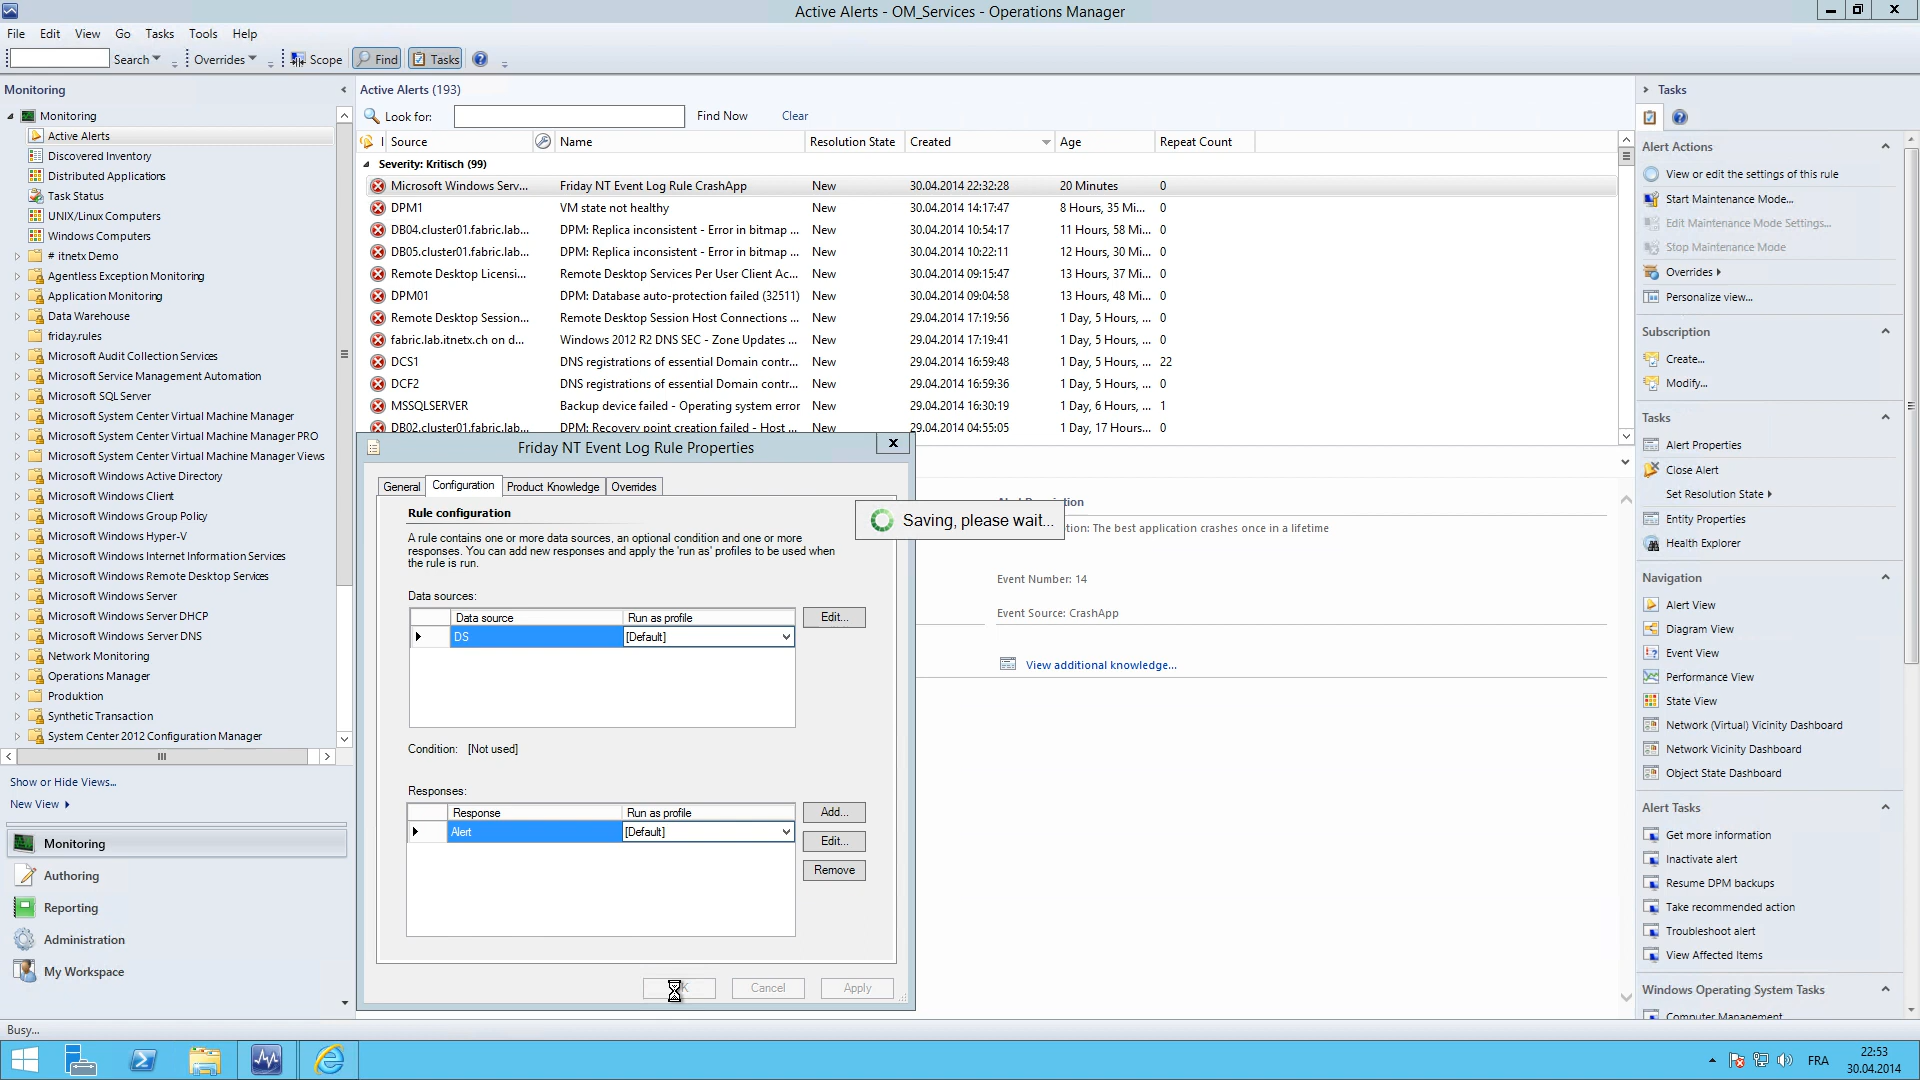 Active Alerts - OM_Services - Operations Manager
File Edit View Go Tasks Tools Help
Search Overrides Scope Find Tasks
Monitoring
Monitoring
Active Alerts
Discovered Inventory
Distributed Applications
Task Status
UNIX/Linux Computers
Windows Computers
# itnetx Demo
Agentless Exception Monitoring
Application Monitoring
Data Warehouse
friday.rules
Microsoft Audit Collection Services
Microsoft Service Management Automation
Microsoft SQL Server
Microsoft System Center Virtual Machine Manager
Microsoft System Center Virtual Machine Manager PRO
Microsoft System Center Virtual Machine Manager Views
Microsoft Windows Active Directory
Microsoft Windows Client
Microsoft Windows Group Policy
Microsoft Windows Hyper-V
Microsoft Windows Internet Information Services
Microsoft Windows Remote Desktop Services
Microsoft Windows Server
Microsoft Windows Server DHCP
Microsoft Windows Server DNS
Network Monitoring
Operations Manager
Produktion
Synthetic Transaction
System Center 2012 Configuration Manager
Show or Hide Views...
New View
Monitoring
Authoring
Reporting
Administration
My Workspace
Busy...
Active Alerts (193)
Look for: Find Now Clear
Source Name Resolution State Created Age Repeat Count
Severity: Kritisch (99)
Microsoft Windows Serv... Friday NT Event Log Rule CrashApp New 30.04.2014 22:32:28 20 Minutes 0
DPM1 VM state not healthy New 30.04.2014 14:17:47 8 Hours, 35 Mi... 0
DB04.cluster01.fabric.lab... DPM: Replica inconsistent - Error in bitmap ... New 30.04.2014 10:54:17 11 Hours, 58 Mi... 0
DB05.cluster01.fabric.lab... DPM: Replica inconsistent - Error in bitmap ... New 30.04.2014 10:22:11 12 Hours, 30 Mi... 0
Remote Desktop Licensi... Remote Desktop Services Per User Client Ac... New 30.04.2014 09:15:47 13 Hours, 37 Mi... 0
DPM01 DPM: Database auto-protection failed (32511) New 30.04.2014 09:04:58 13 Hours, 48 Mi... 0
Remote Desktop Session... Remote Desktop Session Host Connections ... New 29.04.2014 17:19:56 1 Day, 5 Hours, ... 0
fabric.lab.itnetx.ch on d... Windows 2012 R2 DNS SEC - Zone Updates ... New 29.04.2014 17:19:41 1 Day, 5 Hours, ... 0
DCS1 DNS registrations of essential Domain contr... New 29.04.2014 16:59:48 1 Day, 5 Hours, ... 22
DCF2 DNS registrations of essential Domain contr... New 29.04.2014 16:59:36 1 Day, 5 Hours, ... 0
MSSQLSERVER Backup device failed - Operating system error New 29.04.2014 16:30:19 1 Day, 6 Hours, ... 1
DB02.cluster01.fabric.lab... DPM: Recovery point creation failed - Host ... New 29.04.2014 04:55:05 1 Day, 17 Hours... 0
Friday NT Event Log Rule Properties
General Configuration Product Knowledge Overrides
Rule configuration
A rule contains one or more data sources, an optional condition and one or more
responses. You can add new responses and apply the 'run as' profiles to be used when
the rule is run.
Data sources:
Data source Run as profile Edit...
DS [Default]
Condition: [Not used]
Responses:
Response Run as profile Add...
Alert [Default] Edit...
Remove
Cancel Apply
Saving, please wait...
tion: The best application crashes once in a lifetime
Event Number: 14
Event Source: CrashApp
View additional knowledge...
Tasks
Alert Actions
View or edit the settings of this rule
Start Maintenance Mode...
Edit Maintenance Mode Settings...
Stop Maintenance Mode
Overrides
Personalize view...
Subscription
Create...
Modify...
Tasks
Alert Properties
Close Alert
Set Resolution State
Entity Properties
Health Explorer
Navigation
Alert View
Diagram View
Event View
Performance View
State View
Network (Virtual) Vicinity Dashboard
Network Vicinity Dashboard
Object State Dashboard
Alert Tasks
Get more information
Inactivate alert
Resume DPM backups
Take recommended action
Troubleshoot alert
View Affected Items
Windows Operating System Tasks
Computer Management
FRA
22:53
30.04.2014